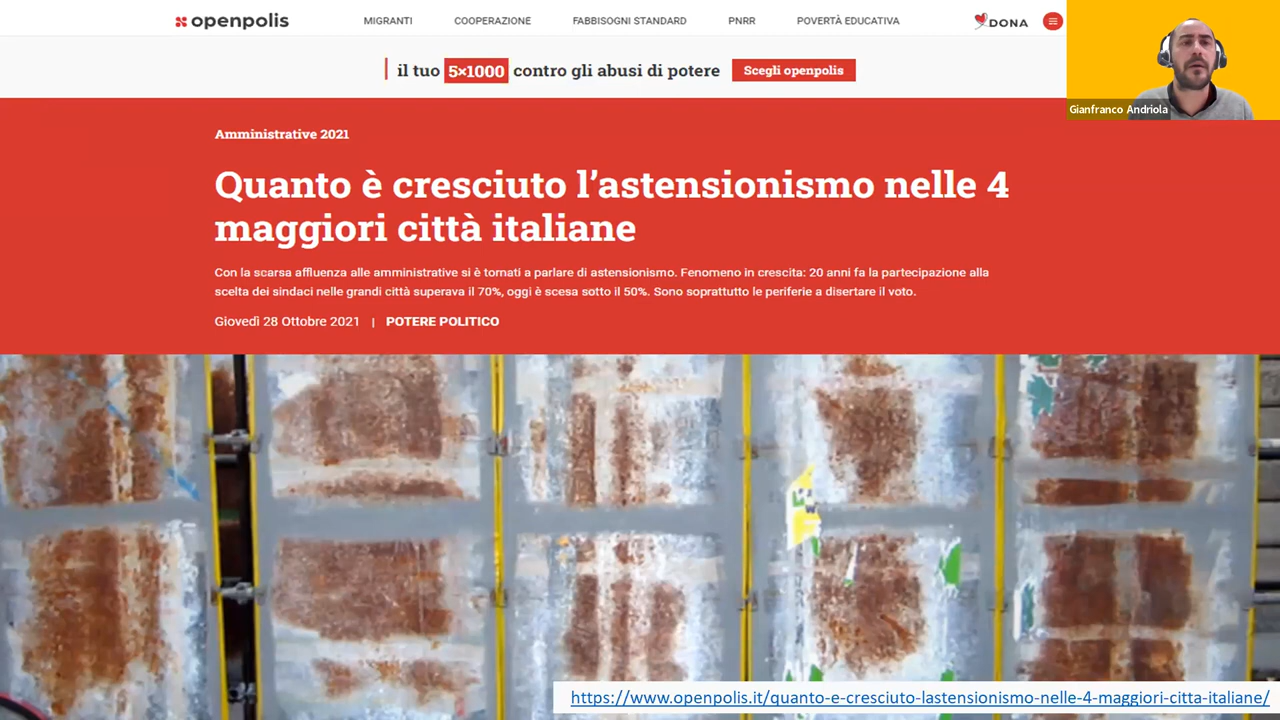 openpolis
MIGRANTI
COOPERAZIONE
FABBISOGNI STANDARD
PNRR
POVERTÀ EDUCATIVA
DONA
il tuo 5×1000 contro gli abusi di potere
Scegli openpolis
Gianfranco Andriola
Amministrative 2021
Quanto è cresciuto l’astensionismo nelle 4
maggiori città italiane
Con la scarsa affluenza alle amministrative si è tornati a parlare di astensionismo. Fenomeno in crescita: 20 anni fa la partecipazione alla
scelta dei sindaci nelle grandi città superava il 70%, oggi è scesa sotto il 50%. Sono soprattutto le periferie a disertare il voto.
Giovedì 28 Ottobre 2021 | POTERE POLITICO
https://www.openpolis.it/quanto-e-cresciuto-lastensionismo-nelle-4-maggiori-citta-italiane/